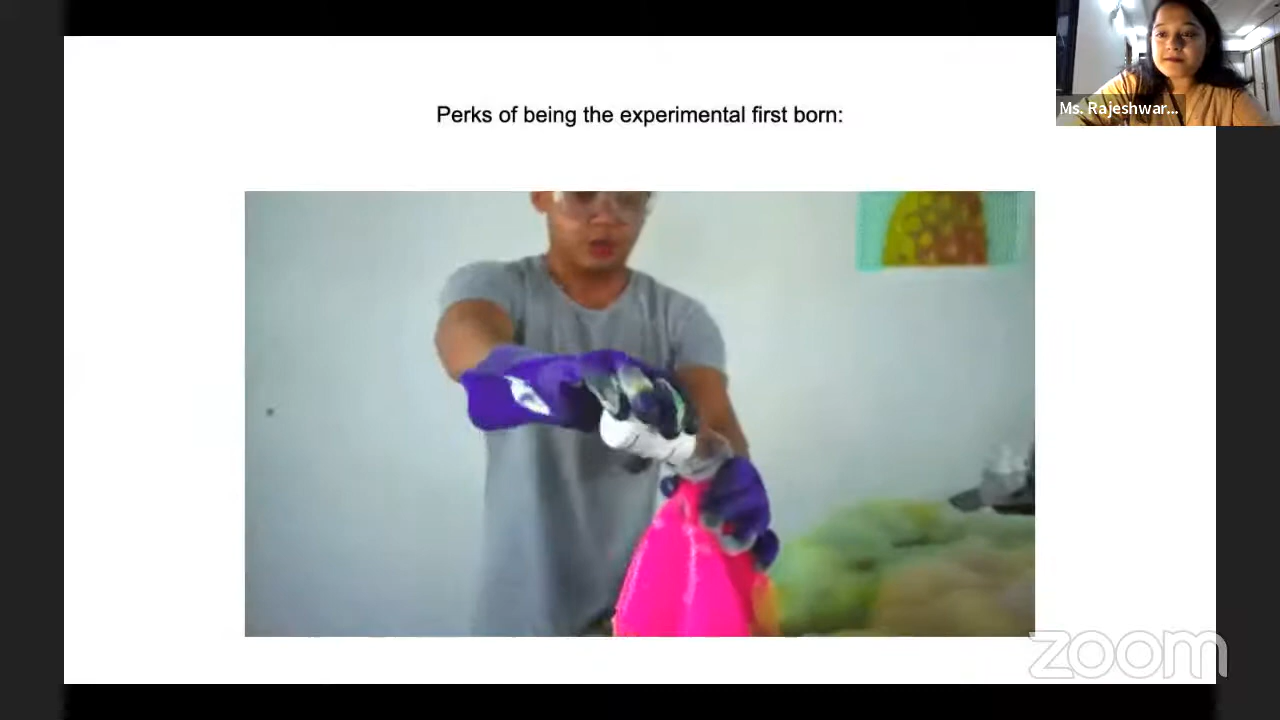 Perks of being the experimental first born:
Ms. Rajeshwar...
zoom